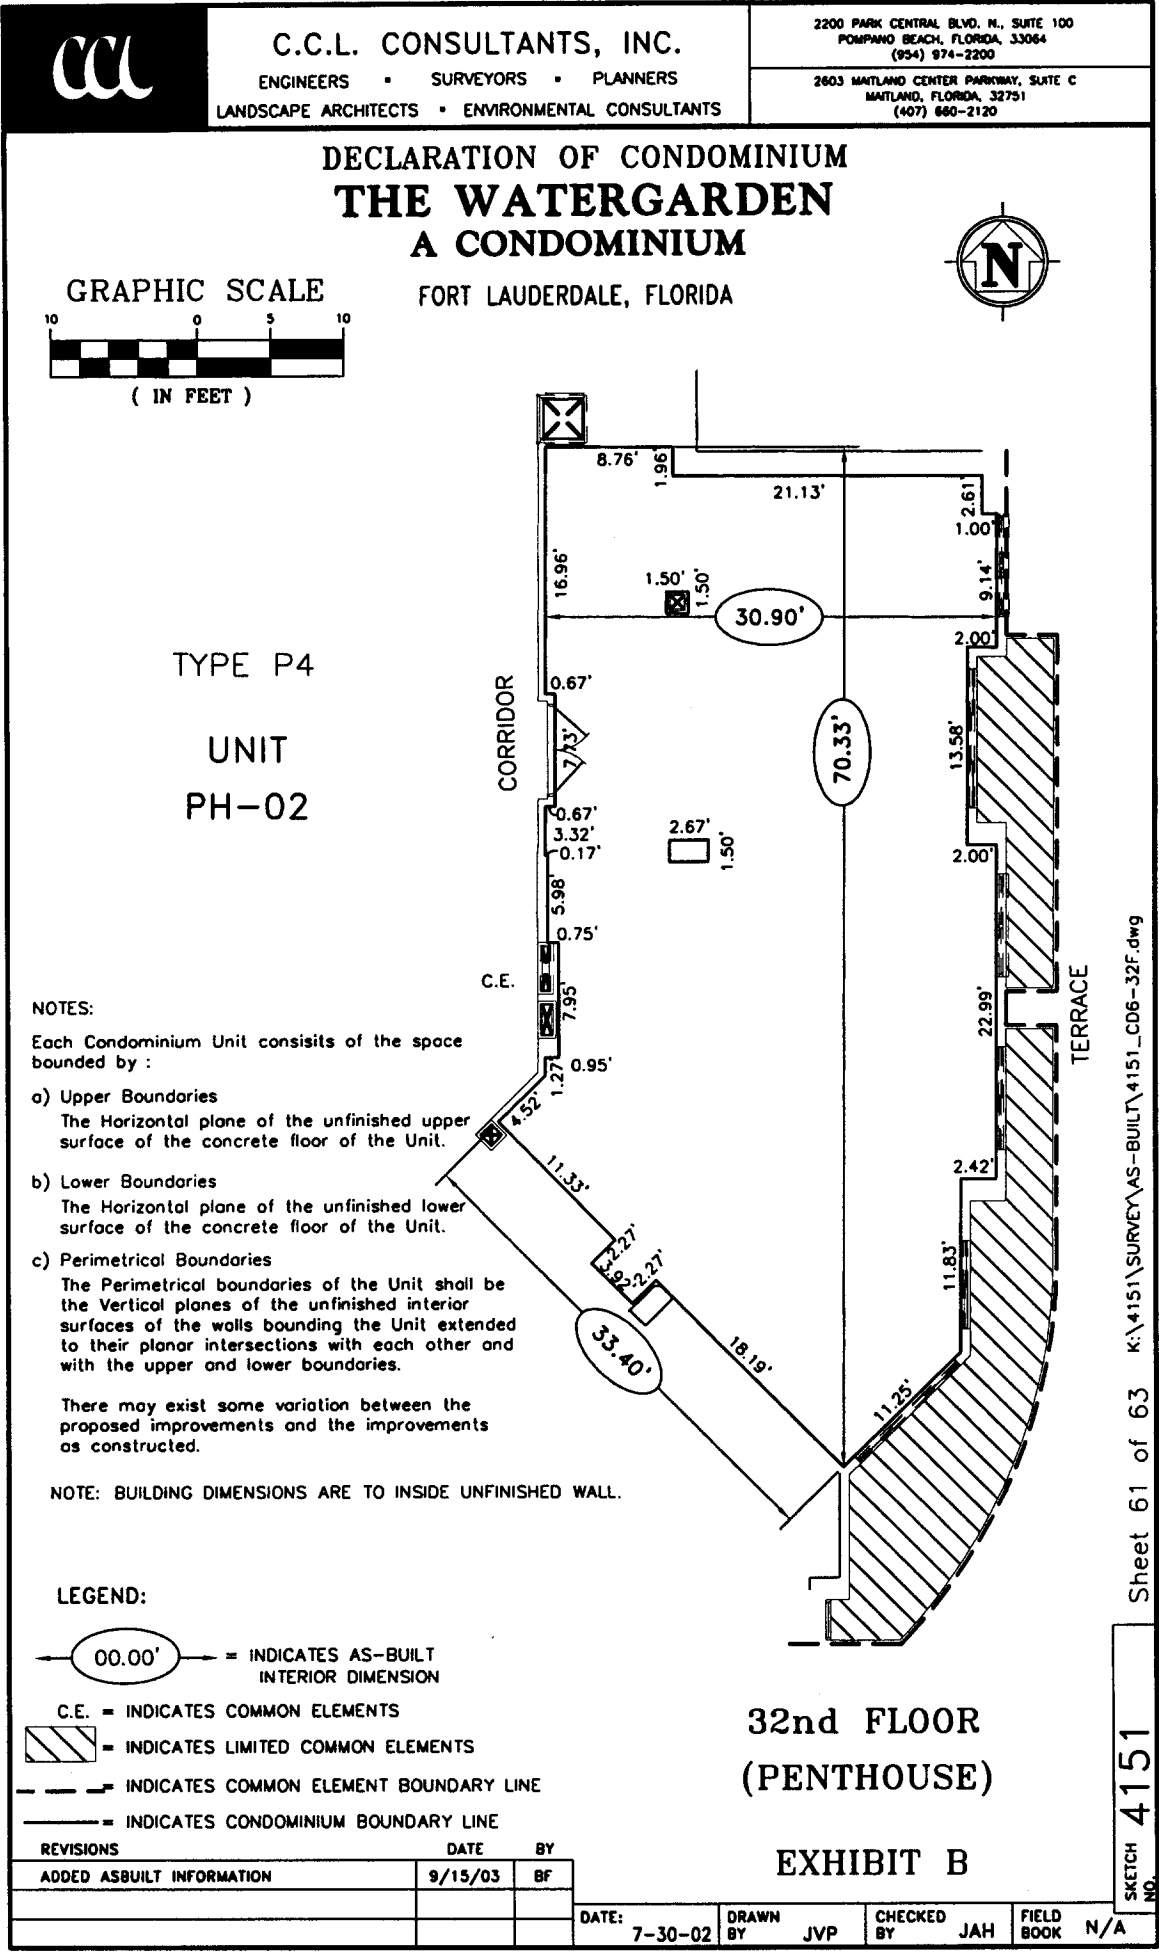 CCL
C.C.L. CONSULTANTS, INC.
ENGINEERS ▪ SURVEYORS ▪ PLANNERS
LANDSCAPE ARCHITECTS ▪ ENVIRONMENTAL CONSULTANTS
2200 PARK CENTRAL BLVD. N., SUITE 100
POMPANO BEACH, FLORIDA, 33064
(954) 974-2200
2603 MAITLAND CENTER PARKWAY, SUITE C
MAITLAND, FLORIDA, 32751
(407) 660-2120
DECLARATION OF CONDOMINIUM
THE WATERGARDEN
A CONDOMINIUM
FORT LAUDERDALE, FLORIDA
N
GRAPHIC SCALE
10 0 5 10
( IN FEET )
8.76'
1.96'
21.13'
2.61'
1.00'
16.96'
1.50'
1.50'
9.14'
30.90'
2.00'
TYPE P4
UNIT
PH-02
CORRIDOR
0.67'
7.73'
70.33'
13.58'
0.67'
3.32'
0.17'
2.67'
1.50'
2.00'
5.98'
0.75'
C.E.
7.95'
22.99'
TERRACE
0.95'
1.27'
4.52'
11.33'
2.42'
2.27'
3.92'
2.27'
11.83'
33.40'
18.19'
11.25'
NOTES:
Each Condominium Unit consisits of the space
bounded by :
a) Upper Boundaries
The Horizontal plane of the unfinished upper
surface of the concrete floor of the Unit.
b) Lower Boundaries
The Horizontal plane of the unfinished lower
surface of the concrete floor of the Unit.
c) Perimetrical Boundaries
The Perimetrical boundaries of the Unit shall be
the Vertical planes of the unfinished interior
surfaces of the walls bounding the Unit extended
to their planar intersections with each other and
with the upper and lower boundaries.
There may exist some variation between the
proposed improvements and the improvements
as constructed.
NOTE: BUILDING DIMENSIONS ARE TO INSIDE UNFINISHED WALL.
LEGEND:
00.00' = INDICATES AS-BUILT
INTERIOR DIMENSION
C.E. = INDICATES COMMON ELEMENTS
= INDICATES LIMITED COMMON ELEMENTS
= INDICATES COMMON ELEMENT BOUNDARY LINE
= INDICATES CONDOMINIUM BOUNDARY LINE
32nd FLOOR
(PENTHOUSE)
EXHIBIT B
K:\4151\SURVEY\AS-BUILT\4151_CD6-32F.dwg
Sheet 61 of 63
SKETCH NO. 4151
REVISIONS DATE BY
ADDED ASBUILT INFORMATION 9/15/03 BF
DATE: 7-30-02
DRAWN BY JVP
CHECKED BY JAH
FIELD BOOK N/A